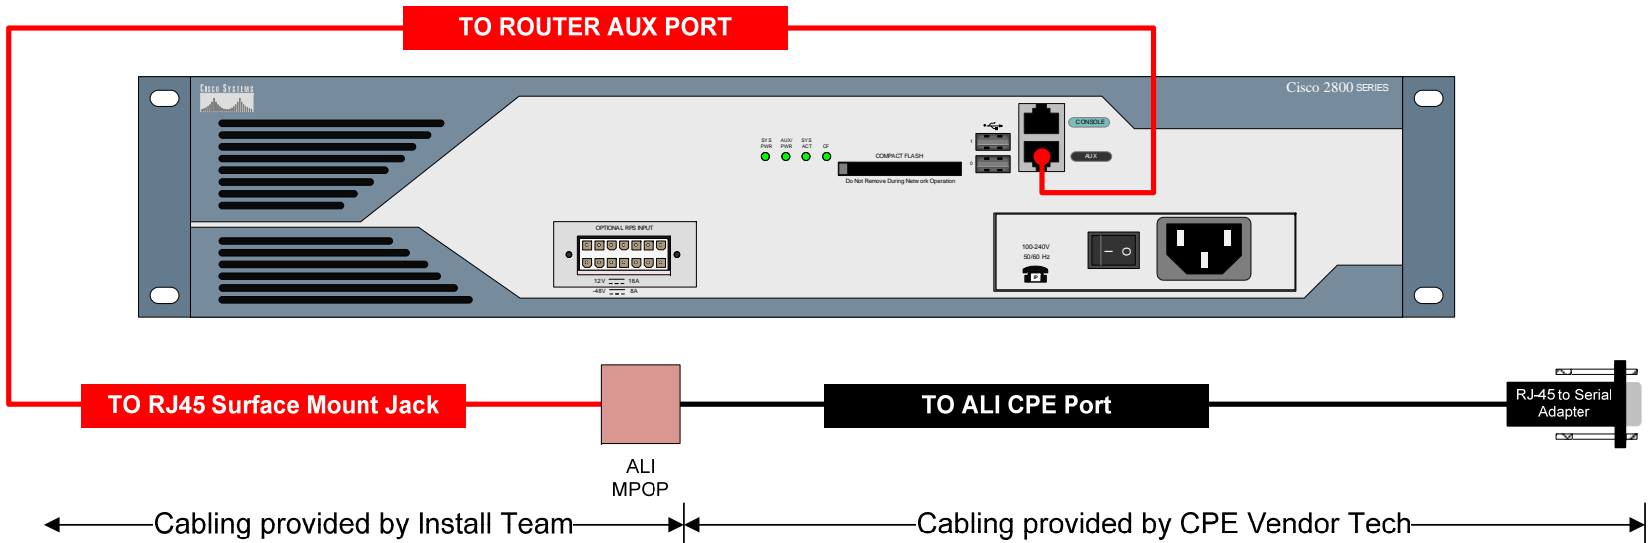 TO ROUTER AUX PORT
CISCO SYSTEMS
Cisco 2800 SERIES
CONSOLE
SYS PWR
AUX/ PWR
SYS ACT
CF
1
0
AUX
COMPACT FLASH
Do Not Remove During Network Operation
OPTIONAL RPS INPUT
12V 18A
-48V 8A
100-240V
50/60 Hz
IP
I O
TO RJ45 Surface Mount Jack
TO ALI CPE Port
RJ-45 to Serial
Adapter
ALI
MPOP
Cabling provided by Install Team
Cabling provided by CPE Vendor Tech